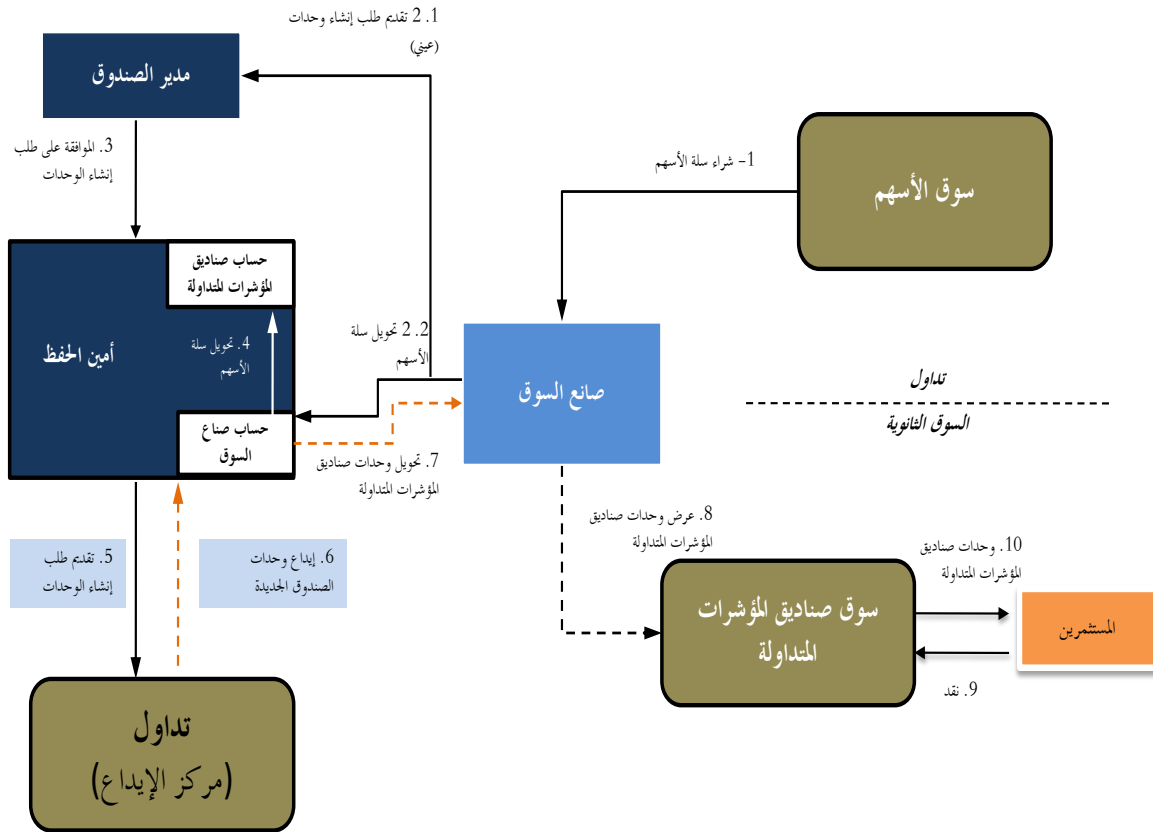 2. 1 تقديم طلب إنشاء وحدات
(عيني)
مدير الصندوق
3. الموافقة على طلب
إنشاء الوحدات
1- شراء سلة الأسهم
سوق الأسهم
حساب صناديق
المؤشرات المتداولة
أمين الحفظ
4. تحويل سلة
الأسهم
2. 2 تحويل سلة
الأسهم
صانع السوق
تداول
السوق الثانوية
حساب صناع
السوق
7. تحويل وحدات صناديق
المؤشرات المتداولة
5. تقديم طلب
إنشاء الوحدات
6. إيداع وحدات
الصندوق الجديدة
8. عرض وحدات صناديق
المؤشرات المتداولة
10. وحدات صناديق
المؤشرات المتداولة
سوق صناديق المؤشرات
المتداولة
المستثمرين
9. نقد
تداول
(مركز الإيداع)